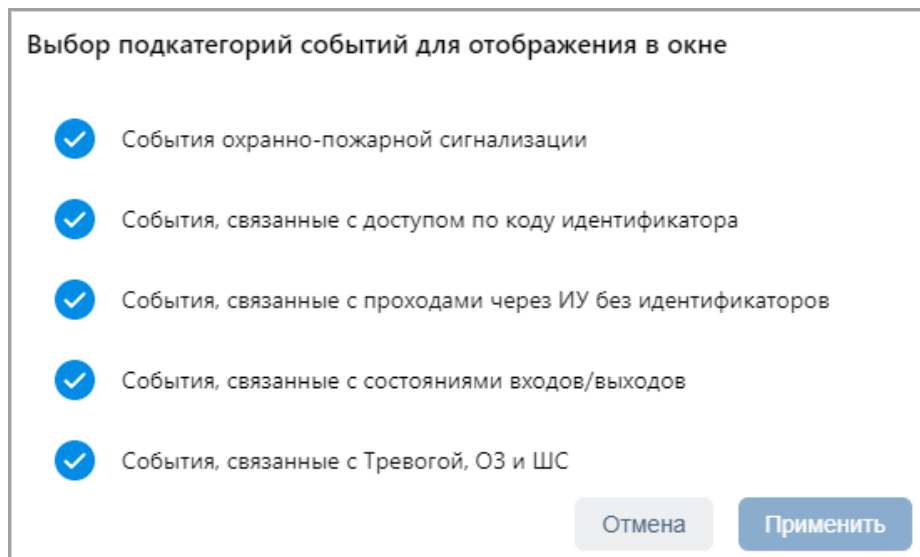 Выбор подкатегорий событий для отображения в окне
События охранно-пожарной сигнализации
События, связанные с доступом по коду идентификатора
События, связанные с проходами через ИУ без идентификаторов
События, связанные с состояниями входов/выходов
События, связанные с Тревогой, ОЗ и ШС
Отмена Применить